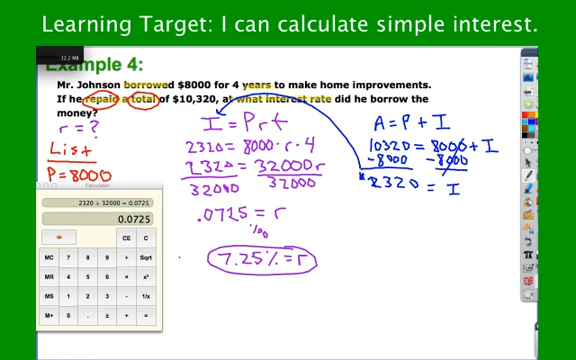 Learning Target: I can calculate simple interest.
32.2 MB
Example 4:
Mr. Johnson borrowed $8000 for 4 years to make home improvements.
If he repaid a total of $10,320, at what interest rate did he borrow the
money?
r = ?
List
P = 8000
I = Prt
2320 = 8000 · r · 4
2320 = 32000r
32000 32000
.0725 = r
%
7.25% = r
A = P + I
10320 = 8000 + I
-8000 -8000
2320 = I
Calculator
2320 ÷ 32000 = 0.0725
0.0725
CE C
MC 7 8 9 ÷ Sqrt
MR 4 5 6 × x²
MS 1 2 3 - 1/x
M+ 0 . ± + =